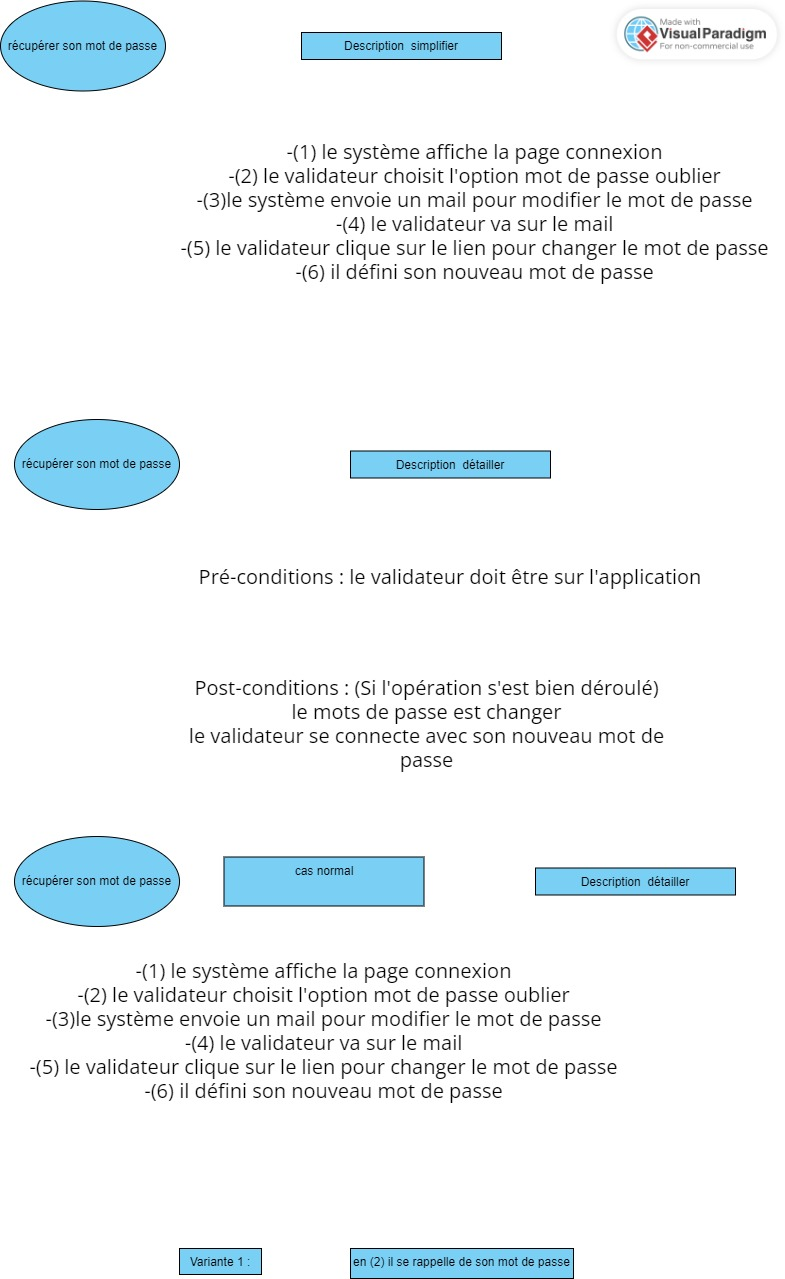 récupérer son mot de passe
Description simplifier
Made with
VisualParadigm
For non-commercial use
-(1) le système affiche la page connexion
-(2) le validateur choisit l'option mot de passe oublier
-(3)le système envoie un mail pour modifier le mot de passe
-(4) le validateur va sur le mail
-(5) le validateur clique sur le lien pour changer le mot de passe
-(6) il défini son nouveau mot de passe
récupérer son mot de passe
Description détailler
Pré-conditions : le validateur doit être sur l'application
Post-conditions : (Si l'opération s'est bien déroulé)
le mots de passe est changer
le validateur se connecte avec son nouveau mot de
passe
récupérer son mot de passe
cas normal
Description détailler
-(1) le système affiche la page connexion
-(2) le validateur choisit l'option mot de passe oublier
-(3)le système envoie un mail pour modifier le mot de passe
-(4) le validateur va sur le mail
-(5) le validateur clique sur le lien pour changer le mot de passe
-(6) il défini son nouveau mot de passe
Variante 1 :
en (2) il se rappelle de son mot de passe